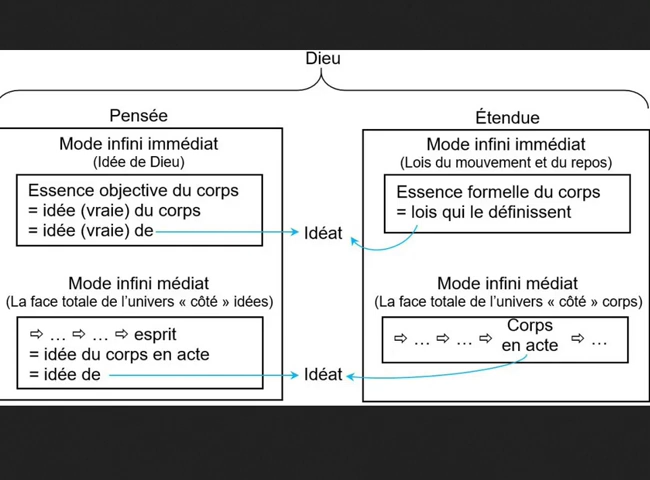 Dieu
Pensée
Mode infini immédiat
(Idée de Dieu)
Essence objective du corps
= idée (vraie) du corps
= idée (vraie) de
Idéat
Mode infini médiat
(La face totale de l’univers « côté » idées)
⇨ … ⇨ … ⇨ esprit
= idée du corps en acte
= idée de
Idéat
Étendue
Mode infini immédiat
(Lois du mouvement et du repos)
Essence formelle du corps
= lois qui le définissent
Mode infini médiat
(La face totale de l’univers « côté » corps)
⇨ … ⇨ … ⇨ Corps
en acte ⇨ …